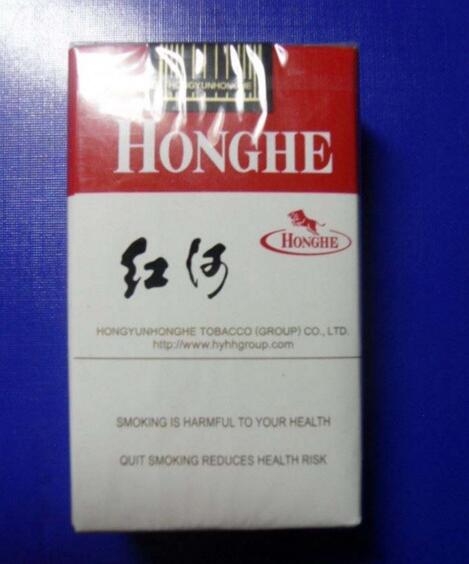 HONGYUNHONGHE
HONGHE
HONGHE
红河
HONGYUNHONGHE TOBACCO (GROUP) CO., LTD.
http://www.hyhhgroup.com
SMOKING IS HARMFUL TO YOUR HEALTH
QUIT SMOKING REDUCES HEALTH RISK